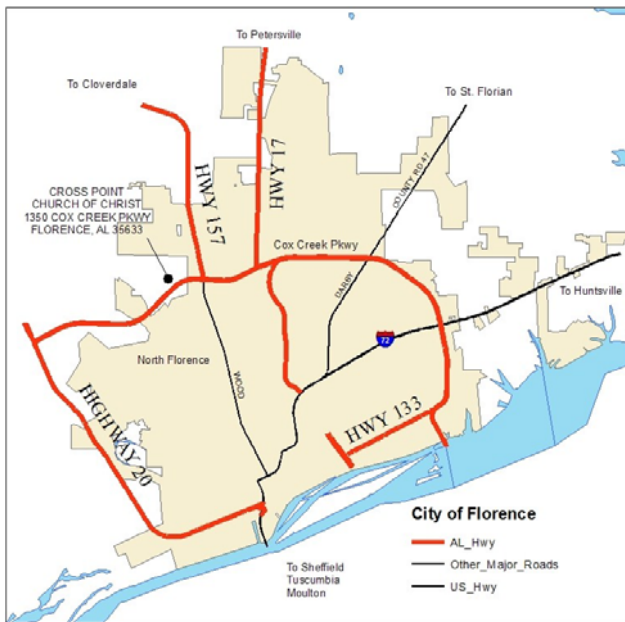 To Petersville
To Cloverdale
To St. Florian
HWY 17
COUNTY RD 47
HWY 157
CROSS POINT
CHURCH OF CHRIST
1350 COX CREEK PKWY
FLORENCE, AL 35633
Cox Creek Pkwy
DARBY
To Huntsville
72
North Florence
WOOD
HIGHWAY 20
HWY 133
City of Florence
AL_Hwy
Other_Major_Roads
US_Hwy
To Sheffield
Tuscumbia
Moulton